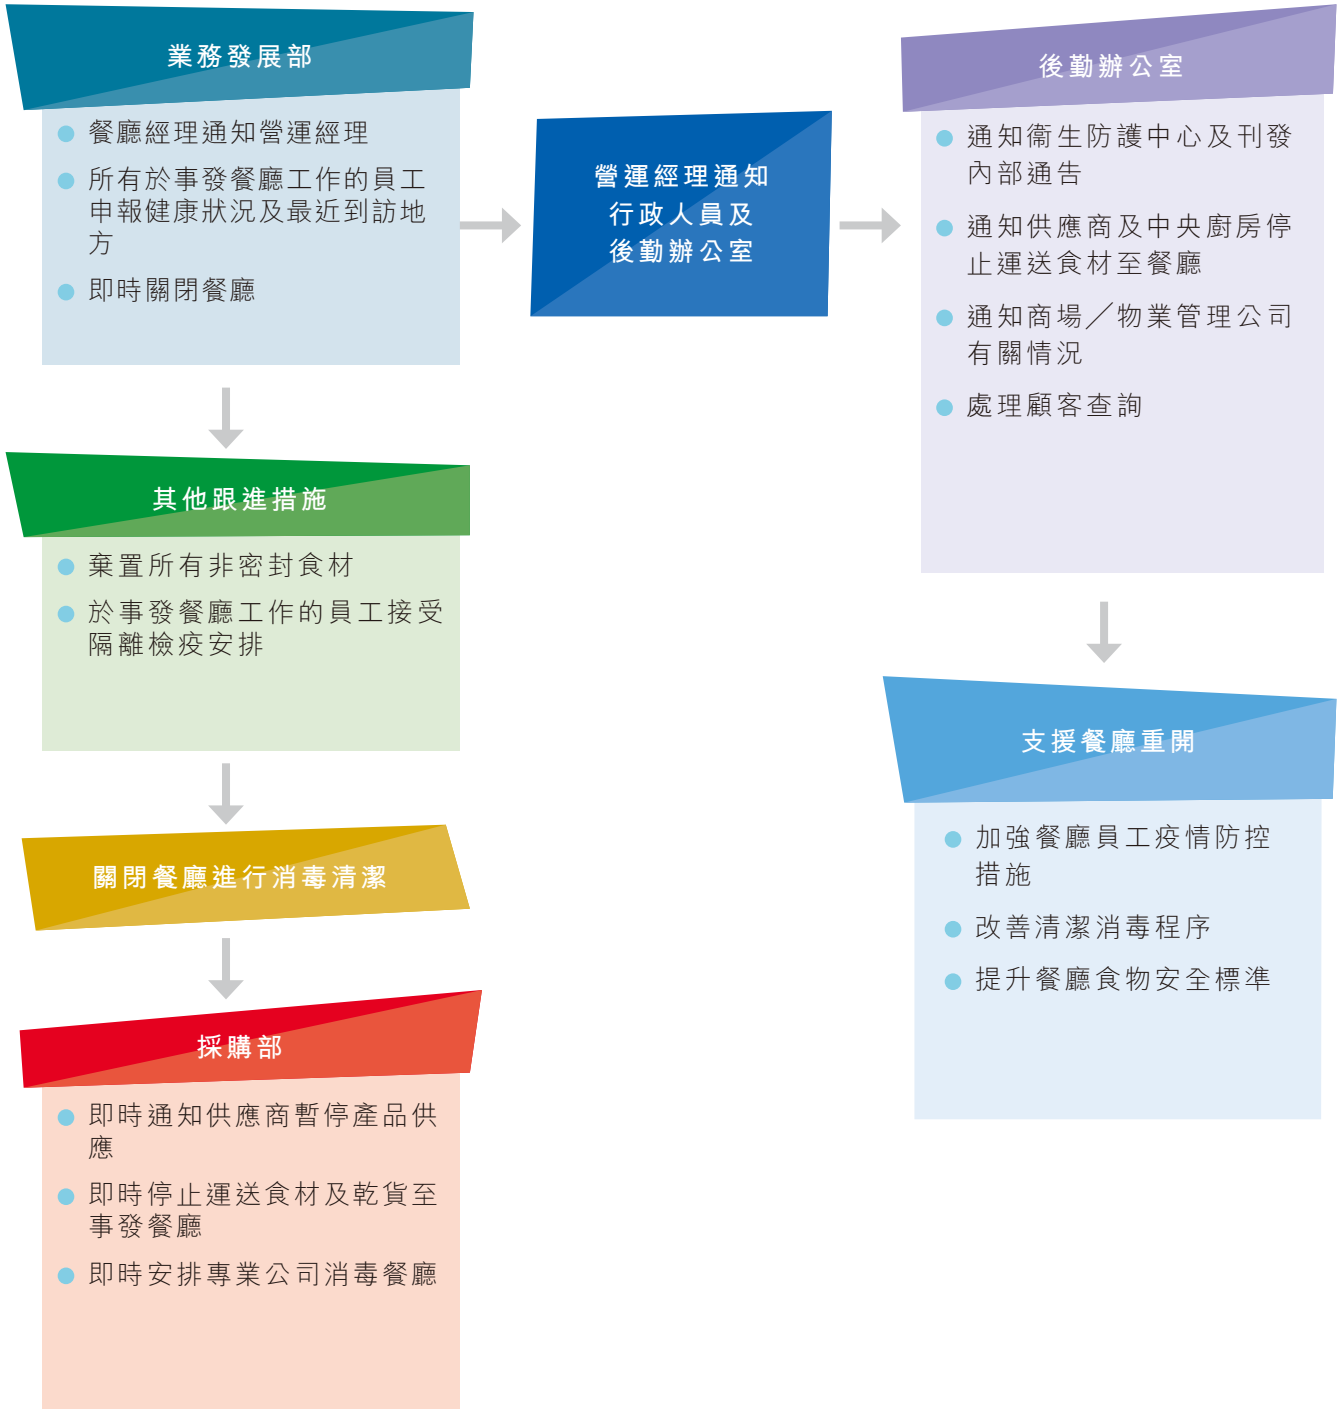 業務發展部
餐廳經理通知營運經理
所有於事發餐廳工作的員工
申報健康狀況及最近到訪地
方
即時關閉餐廳
營運經理通知
行政人員及
後勤辦公室
後勤辦公室
通知衞生防護中心及刊發
內部通告
通知供應商及中央廚房停
止運送食材至餐廳
通知商場／物業管理公司
有關情況
處理顧客查詢
其他跟進措施
棄置所有非密封食材
於事發餐廳工作的員工接受
隔離檢疫安排
關閉餐廳進行消毒清潔
採購部
即時通知供應商暫停產品供
應
即時停止運送食材及乾貨至
事發餐廳
即時安排專業公司消毒餐廳
支援餐廳重開
加強餐廳員工疫情防控
措施
改善清潔消毒程序
提升餐廳食物安全標準